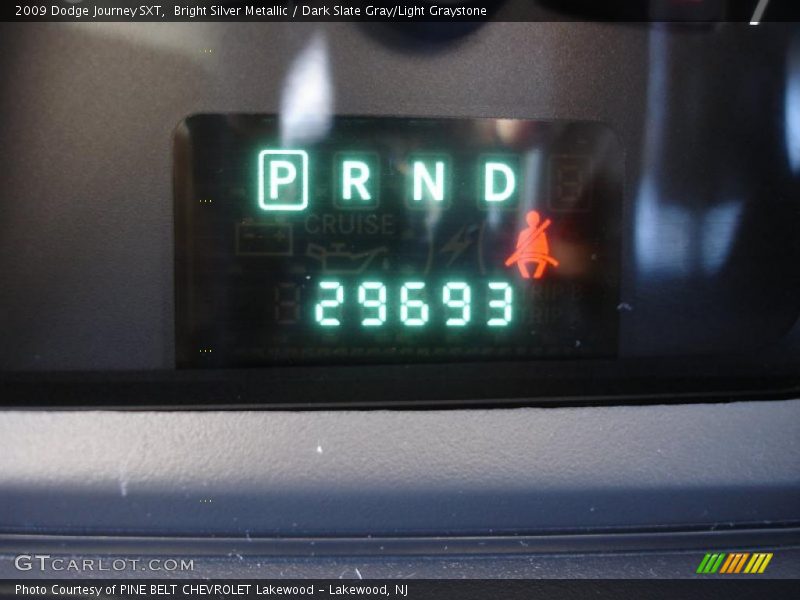 2009 Dodge Journey SXT,  Bright Silver Metallic / Dark Slate Gray/Light Graystone
P R N D
CRUISE
29693
GTCARLOT.COM
Photo Courtesy of PINE BELT CHEVROLET Lakewood - Lakewood, NJ